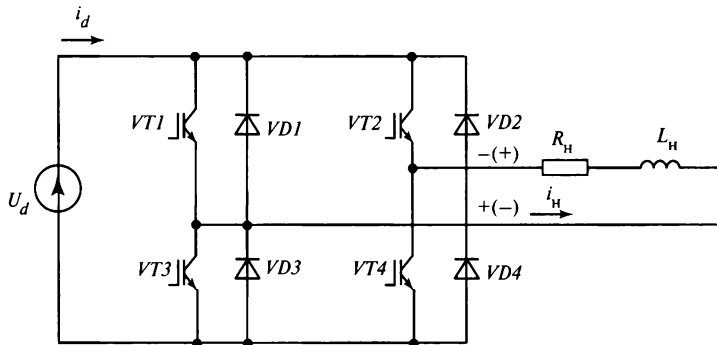 i_d
VT1
VD1
VT2
VD2
R_н
L_н
−(+)
U_d
+(−)
i_н
VT3
VD3
VT4
VD4